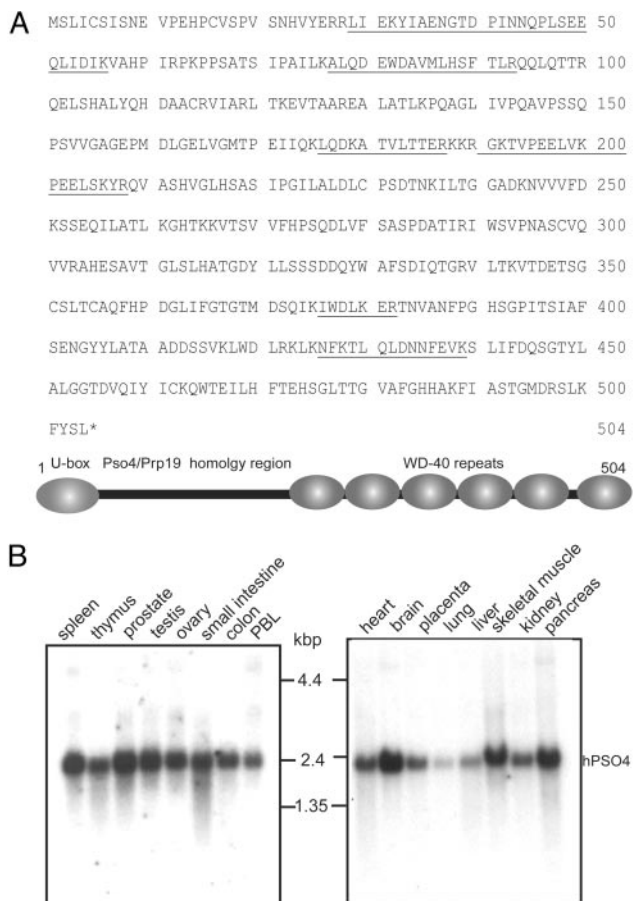 A
MSLICSISNE VPEHPCVSPV SNHVYERRLI EKYIAENGTD PINNQPLSEE 50
QLIDIKVAHP IRPKPPSATS IPAILKALQD EWDAVMLHSF TLRQQLQTTR 100
QELSHALYQH DAACRVIARL TKEVTAAREA LATLKPQAGL IVPQAVPSSQ 150
PSVVGAGEPM DLGELVGMTP EIIQKLQDKA TVLTTERKKR GKTVPEELVK 200
PEELSKYRQV ASHVGLHSAS IPGILALDLC PSDTNKILTG GADKNVVVFD 250
KSSEQILATL KGHTKKVTSV VFHPSQDLVF SASPDATIRI WSVPNASCVQ 300
VVRAHESAVT GLSLHATGDY LLSSSDDQYW AFSDIQTGRV LTKVTDETSG 350
CSLTCAQFHP DGLIFGTGTM DSQIKIWDLK ERTNVANFPG HSGPITSIAF 400
SENGYYLATA ADDSSVKLWD LRKLKNFKTL QLDNNFEVKS LIFDQSGTYL 450
ALGGTDVQIY ICKQWTEILH FTEHSGLTTG VAFGHHAKFI ASTGMDRSLK 500
FYSL* 504
1 U-box Pso4/Prp19 homolgy region WD-40 repeats 504
B
spleen thymus prostate testis ovary small intestine colon PBL
heart brain placenta lung liver skeletal muscle kidney pancreas
kbp
4.4
2.4
hPSO4
1.35